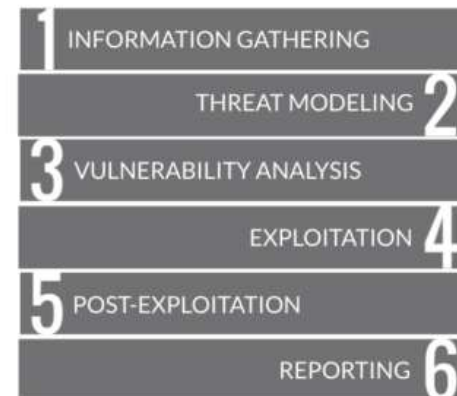 1 INFORMATION GATHERING
THREAT MODELING 2
3 VULNERABILITY ANALYSIS
EXPLOITATION 4
5 POST-EXPLOITATION
REPORTING 6